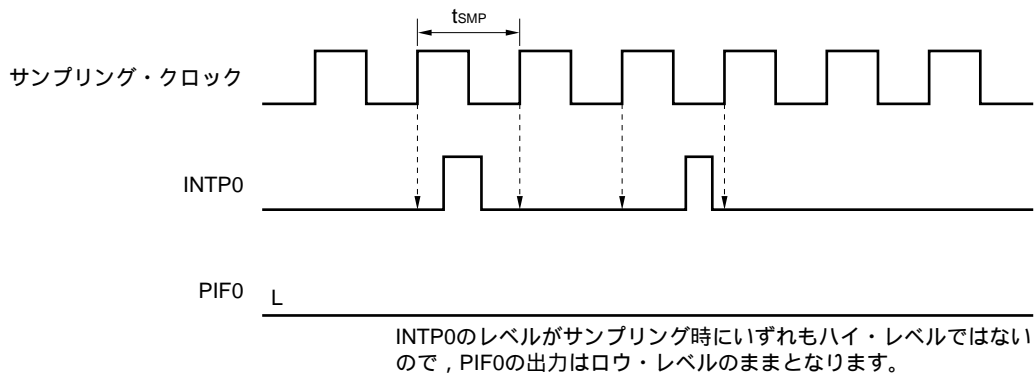 tSMP
サンプリング・クロック
INTP0
PIF0
L
INTP0のレベルがサンプリング時にいずれもハイ・レベルではない
ので，PIF0の出力はロウ・レベルのままとなります。